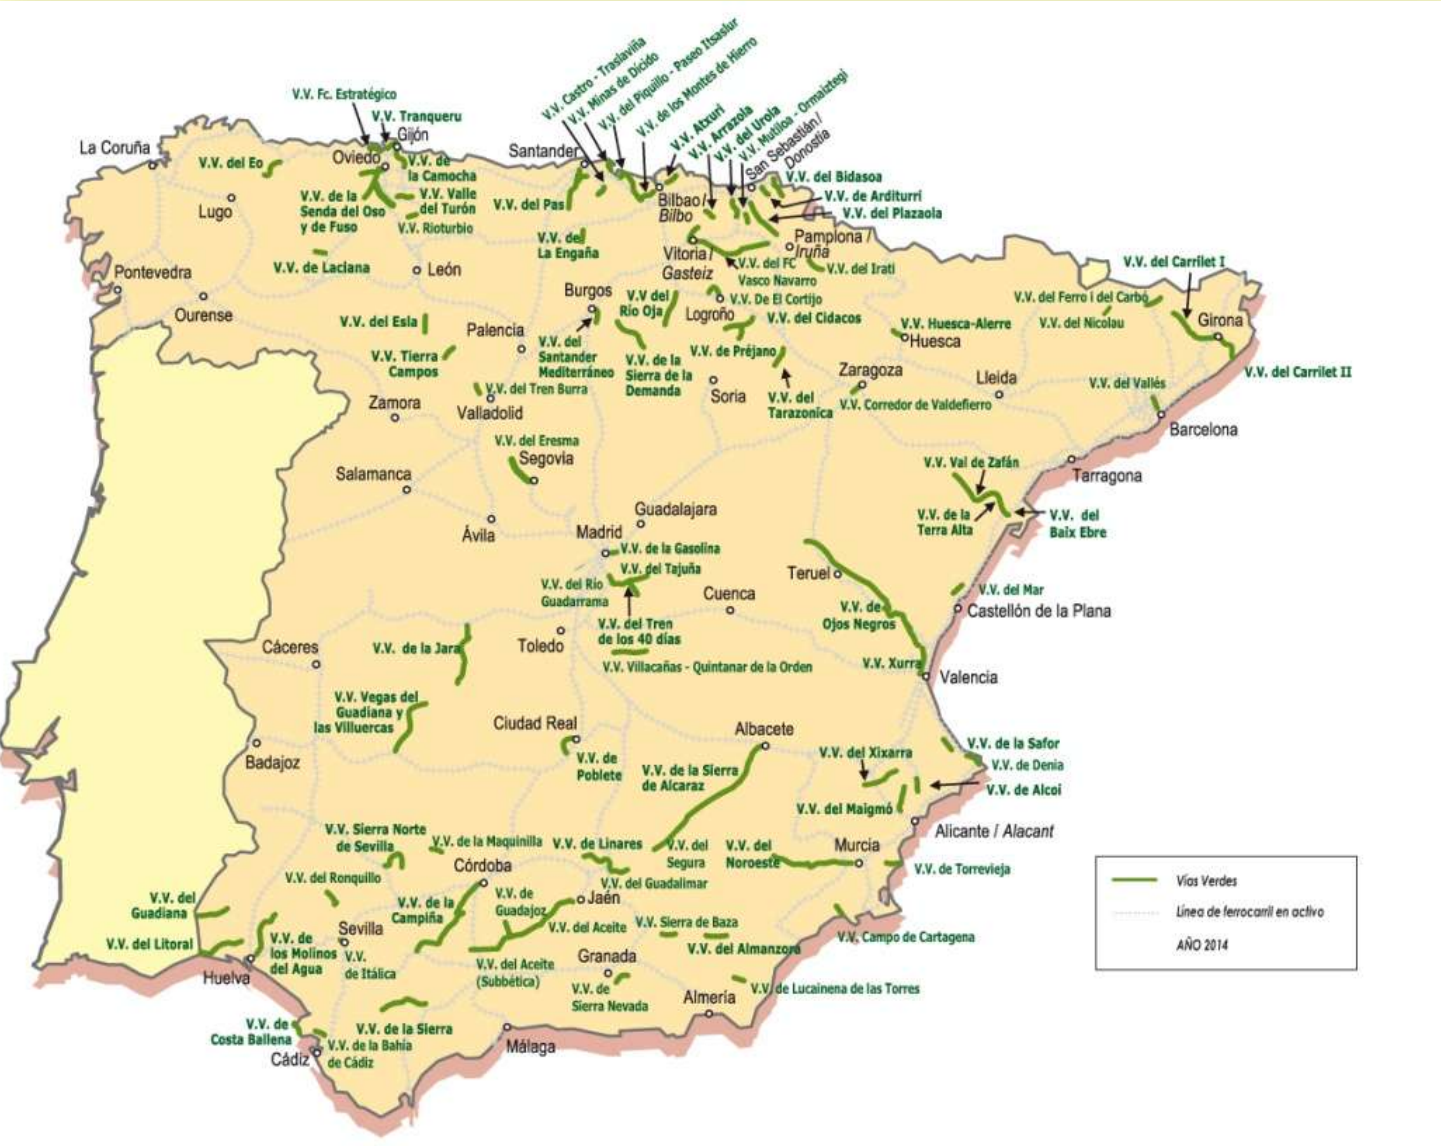 V.V. Castro - Traslaviña
V.V. Minas de Dícido
V.V. del Piquillo - Paseo Itsaslur
V.V. de los Montes de Hierro
V.V. Atxuri
V.V. Arrazola
V.V. del Urola
V.V. Mutiloa - Ormaiztegi
San Sebastián/
Donostia
V.V. Fc. Estratégico
V.V. Tranqueru
Gijón
La Coruña
V.V. del Eo
Oviedo
V.V. de
la Camocha
Santander
V.V. del Bidasoa
V.V. de la
Senda del Oso
y de Fuso
V.V. Valle
del Turón
V.V. Rioturbio
Lugo
V.V. del Pas
Bilbao/
Bilbo
V.V. de Arditurri
V.V. del Plazaola
V.V. de
La Engaña
Vitoria/
Gasteiz
Pamplona /
Iruña
V.V. del FC
Vasco Navarro
V.V. del Irati
V.V. de Laciana
León
Pontevedra
Ourense
V.V. del Carrilet I
V.V. del Ferro i del Carbó
V.V. del Nicolau
Girona
V.V. del Carrilet II
Burgos
V.V. del
Río Oja
V.V. De El Cortijo
Logroño
V.V. del Cidacos
V.V. Huesca-Alerre
Huesca
V.V. del Esla
Palencia
V.V. Tierra
Campos
V.V. del
Santander
Mediterráneo
V.V. de la
Sierra de la
Demanda
V.V. de Préjano
V.V. del Tren Burra
Valladolid
Zamora
Soria
V.V. del
Tarazonica
Zaragoza
V.V. Corredor de Valdefierro
Lleida
V.V. del Vallés
Barcelona
V.V. del Eresma
Segovia
Salamanca
Ávila
V.V. Val de Zafán
Tarragona
V.V. de la
Terra Alta
V.V. del
Baix Ebre
Guadalajara
Madrid
V.V. de la Gasolina
V.V. del Tajuña
V.V. del Río
Guadarrama
V.V. del Tren
de los 40 días
Cuenca
Teruel
V.V. de
Ojos Negros
V.V. del Mar
Castellón de la Plana
Toledo
V.V. Villacañas - Quintanar de la Orden
V.V. Xurra
Valencia
Cáceres
V.V. de la Jara
V.V. Vegas del
Guadiana y
las Villuercas
Badajoz
Ciudad Real
V.V. de
Poblete
Albacete
V.V. de la Sierra
de Alcaraz
V.V. del Xixarra
V.V. de la Safor
V.V. de Denia
V.V. de Alcoi
V.V. del Maigmó
Alicante / Alacant
V.V. Sierra Norte
de Sevilla
V.V. de la Maquinilla
V.V. de Linares
V.V. del
Segura
V.V. del
Noroeste
Murcia
V.V. de Torrevieja
Córdoba
V.V. del Ronquillo
V.V. del Guadalimar
Jaén
V.V. del
Guadiana
V.V. de la
Campiña
V.V. de
Guadajoz
V.V. del Aceite
V.V. Sierra de Baza
V.V. del Almanzora
V.V. Campo de Cartagena
V.V. del Litoral
Huelva
V.V. de
los Molinos
del Agua
Sevilla
V.V.
de Itálica
V.V. del Aceite
(Subbética)
Granada
V.V. de
Sierra Nevada
V.V. de Lucainena de las Torres
Almería
V.V. de
Costa Ballena
V.V. de la Sierra
V.V. de la Bahía
de Cádiz
Cádiz
Málaga
Vías Verdes
Línea de ferrocarril en activo
AÑO 2014